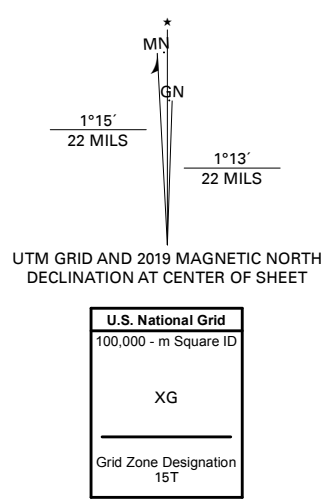 MN
GN
1°15´
22 MILS
1°13´
22 MILS
UTM GRID AND 2019 MAGNETIC NORTH
DECLINATION AT CENTER OF SHEET
U.S. National Grid
100,000 - m Square ID
XG
Grid Zone Designation
15T